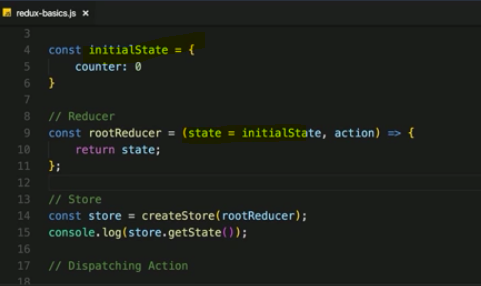 redux-basics.js
3
4 const initialState = {
5     counter: 0
6 }
7
8 // Reducer
9 const rootReducer = (state = initialState, action) => {
10     return state;
11 };
12
13 // Store
14 const store = createStore(rootReducer);
15 console.log(store.getState());
16
17 // Dispatching Action
18